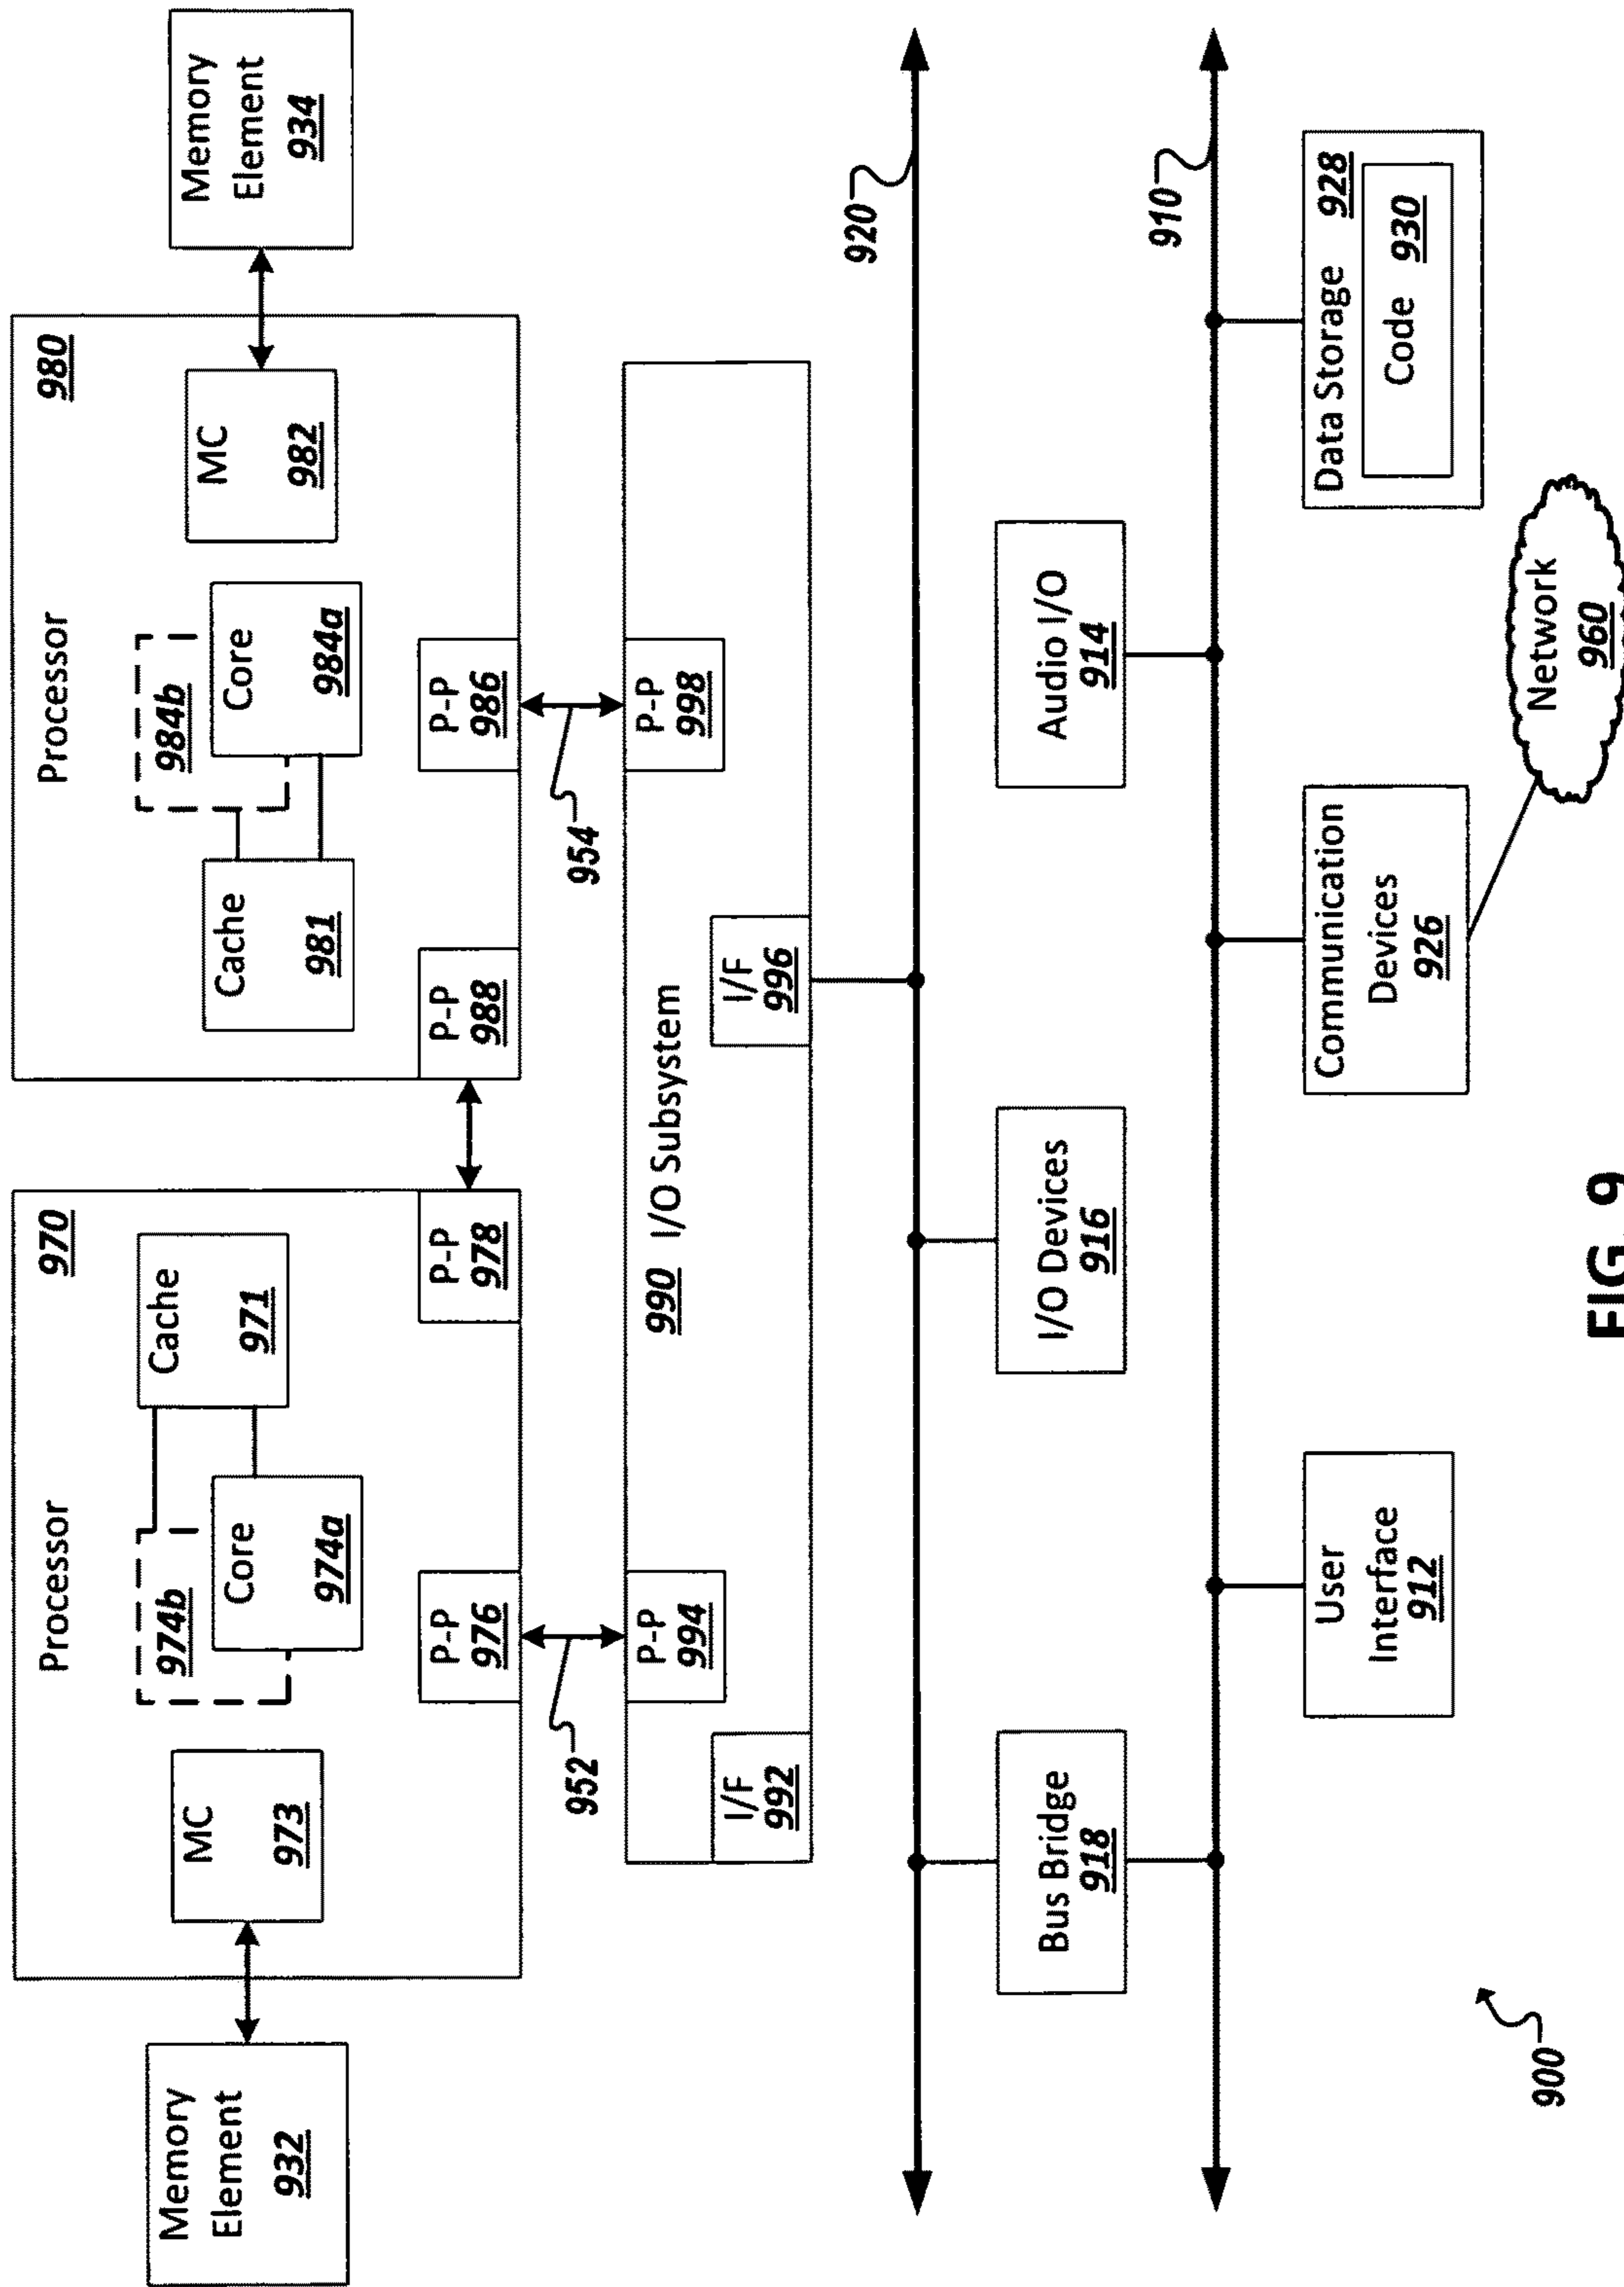 Memory
Element
932
Processor
970
MC
973
974b
Core
974a
Cache
971
P-P
976
P-P
978
Processor
980
Cache
981
984b
Core
984a
MC
982
P-P
988
P-P
986
Memory
Element
934
952
954
I/F
992
P-P
994
990 I/O Subsystem
I/F
996
P-P
998
920
Bus Bridge
918
I/O Devices
916
Audio I/O
914
910
User
Interface
912
Communication
Devices
926
Data Storage 928
Code 930
Network
960
900
FIG. 9